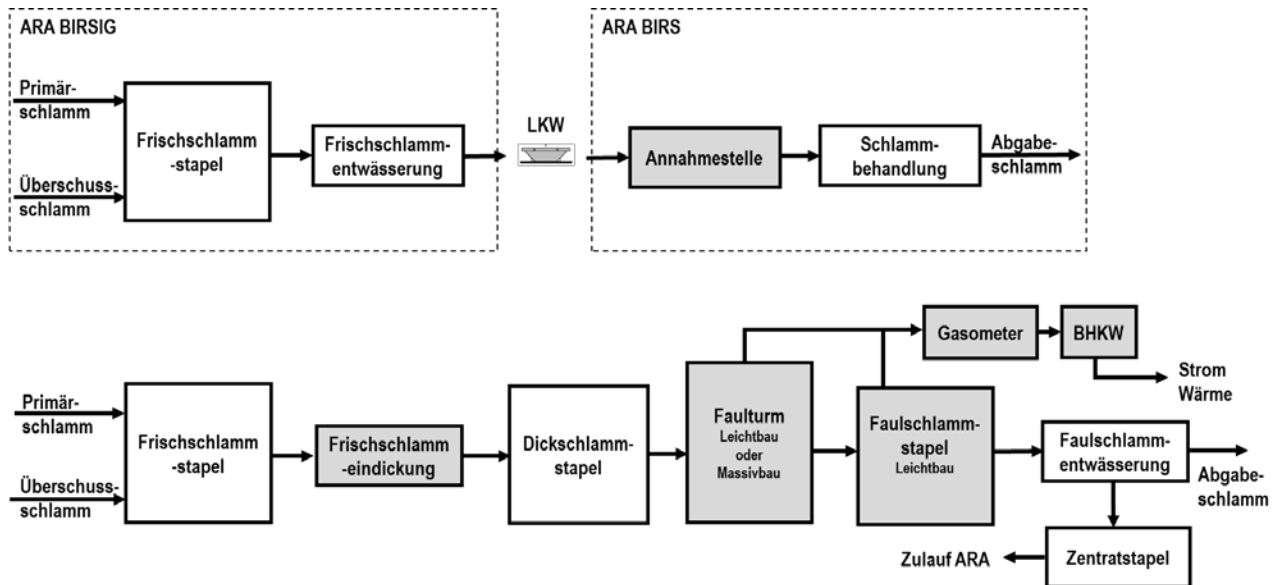 ARA BIRSIG
ARA BIRS
Primär-
schlamm
Überschuss-
schlamm
Frischschlamm
-stapel
Frischschlamm-
entwässerung
LKW
Annahmestelle
Schlamm-
behandlung
Abgabe-
schlamm
Primär-
schlamm
Überschuss-
schlamm
Frischschlamm
-stapel
Frischschlamm
-eindickung
Dickschlamm-
stapel
Faulturm
Leichtbau
oder
Massivbau
Faulschlamm-
stapel
Leichtbau
Gasometer
BHKW
Strom
Wärme
Faulschlamm-
entwässerung
Abgabe-
schlamm
Zentratstapel
Zulauf ARA